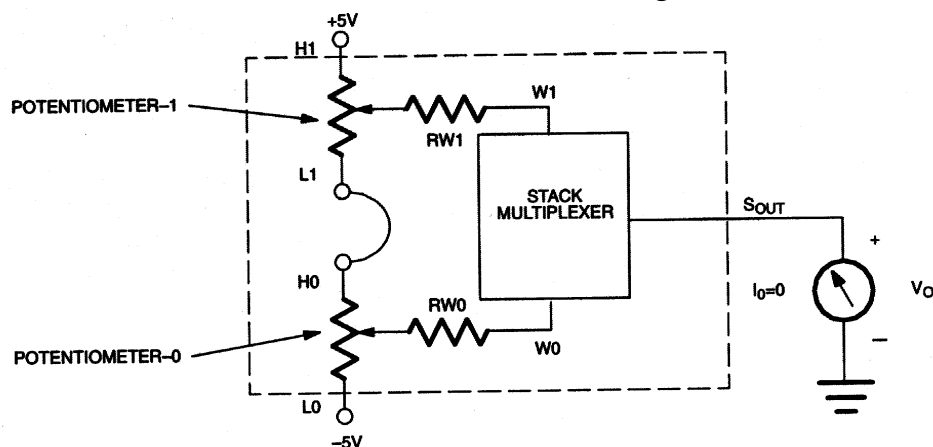 +5V
H1
POTENTIOMETER–1
W1
RW1
L1
STACK
MULTIPLEXER
SOUT
+
H0
I0=0
VO
RW0
POTENTIOMETER–0
W0
–
L0
–5V